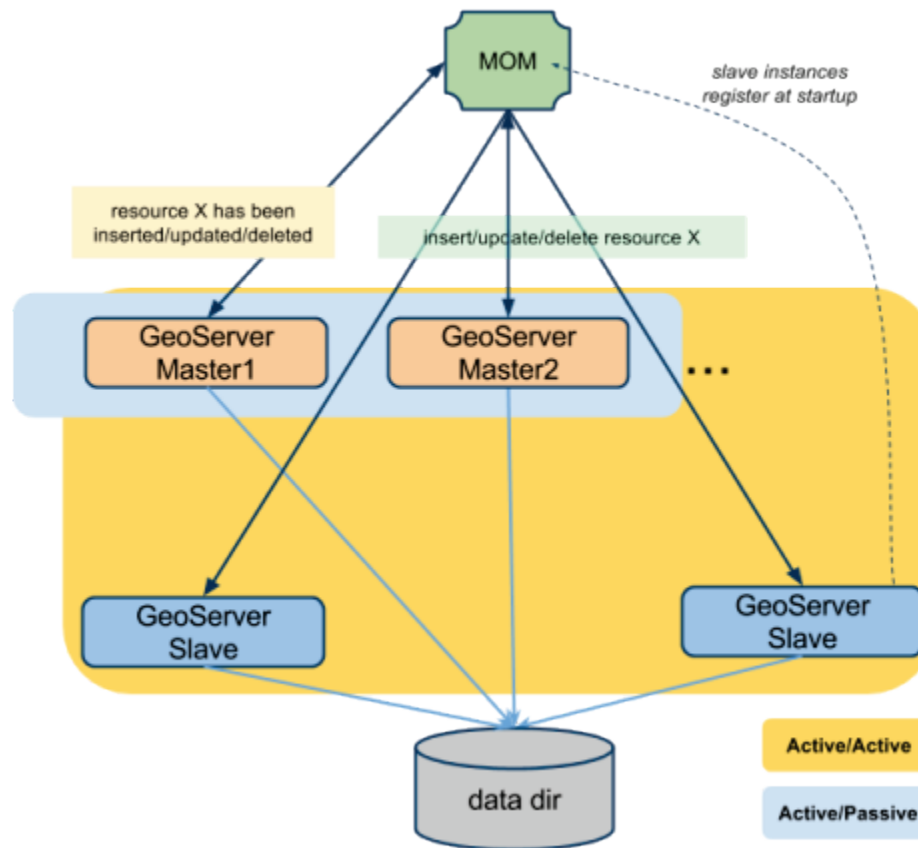 MOM
slave instances
register at startup
resource X has been
inserted/updated/deleted
insert/update/delete resource X
GeoServer
Master1
GeoServer
Master2
...
GeoServer
Slave
GeoServer
Slave
data dir
Active/Active
Active/Passive